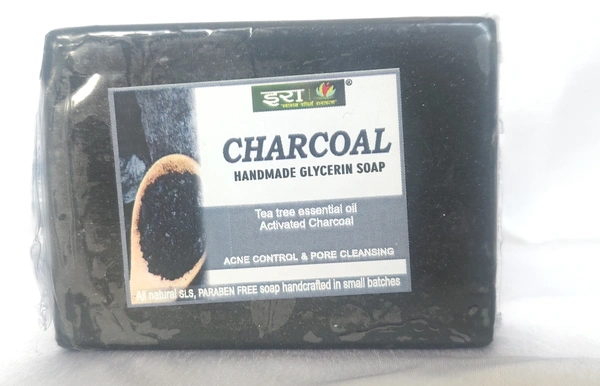 इरा ®
CHARCOAL
HANDMADE GLYCERIN SOAP
Tea tree essential oil
Activated Charcoal
ACNE CONTROL & PORE CLEANSING
All natural SLS, PARABEN FREE soap handcrafted in small batches